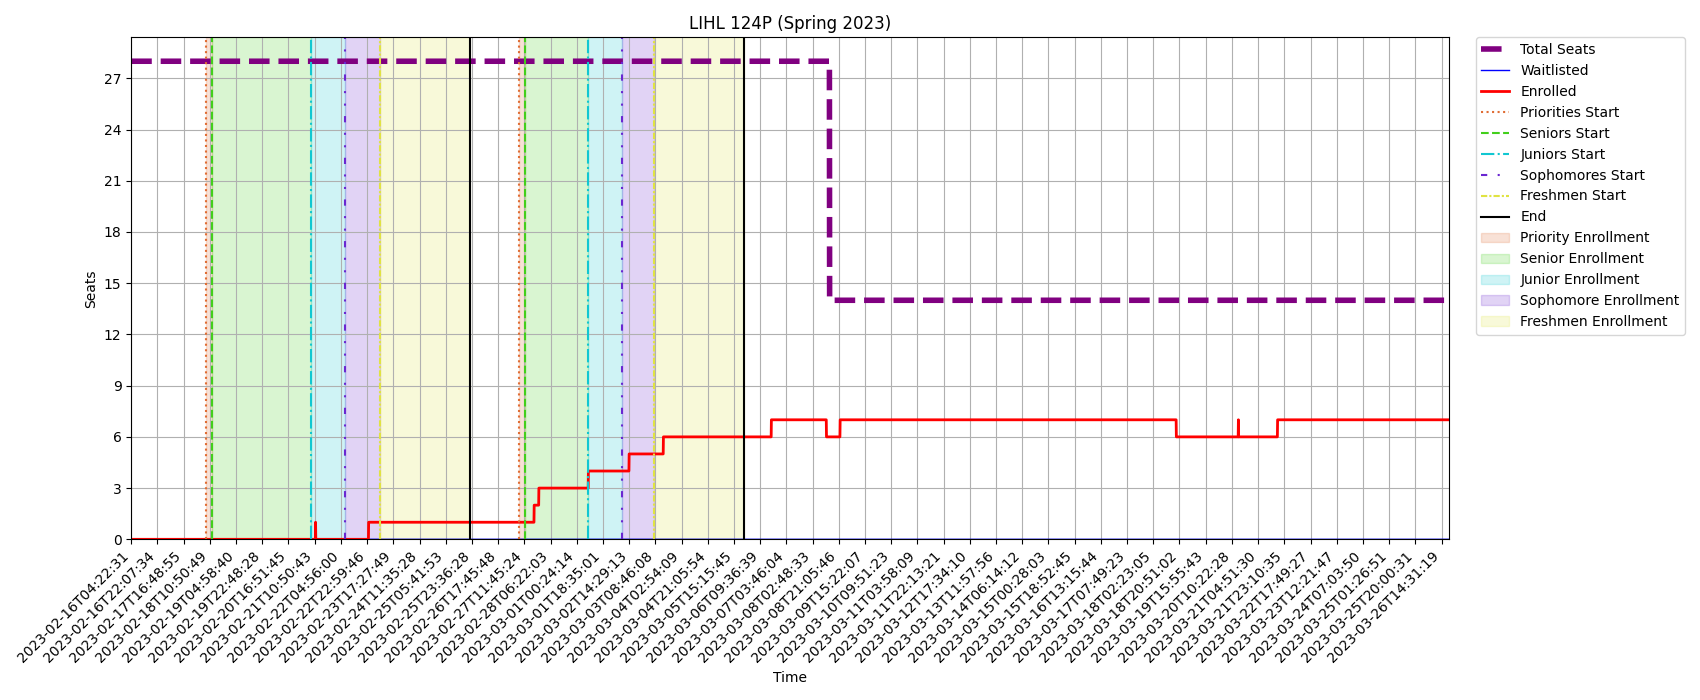 LIHL 124P (Spring 2023)
Seats
27
24
21
18
15
12
9
6
3
0
2023-02-16T04:22:31
2023-02-16T22:07:34
2023-02-17T16:48:55
2023-02-18T10:50:49
2023-02-19T04:58:40
2023-02-19T22:48:28
2023-02-20T16:51:45
2023-02-21T10:50:43
2023-02-22T04:56:00
2023-02-22T22:59:46
2023-02-23T17:27:49
2023-02-24T11:35:28
2023-02-25T05:41:53
2023-02-25T23:36:28
2023-02-26T17:45:48
2023-02-27T11:45:24
2023-02-28T06:22:03
2023-03-01T00:24:14
2023-03-01T18:35:01
2023-03-02T14:29:13
2023-03-03T08:46:08
2023-03-04T02:54:09
2023-03-04T21:05:54
2023-03-05T15:15:45
2023-03-06T09:36:39
2023-03-07T03:46:04
2023-03-08T02:48:33
2023-03-08T21:05:46
2023-03-09T15:22:07
2023-03-10T09:51:23
2023-03-11T03:58:09
2023-03-11T22:13:21
2023-03-12T17:34:10
2023-03-13T11:57:56
2023-03-14T06:14:12
2023-03-15T00:28:03
2023-03-15T18:52:45
2023-03-16T13:15:44
2023-03-17T07:49:23
2023-03-18T02:23:05
2023-03-18T20:51:02
2023-03-19T15:55:43
2023-03-20T10:22:28
2023-03-21T04:51:30
2023-03-21T23:10:35
2023-03-22T17:49:27
2023-03-23T12:21:47
2023-03-24T07:03:50
2023-03-25T01:26:51
2023-03-25T20:00:31
2023-03-26T14:31:19
Time
Total Seats
Waitlisted
Enrolled
Priorities Start
Seniors Start
Juniors Start
Sophomores Start
Freshmen Start
End
Priority Enrollment
Senior Enrollment
Junior Enrollment
Sophomore Enrollment
Freshmen Enrollment